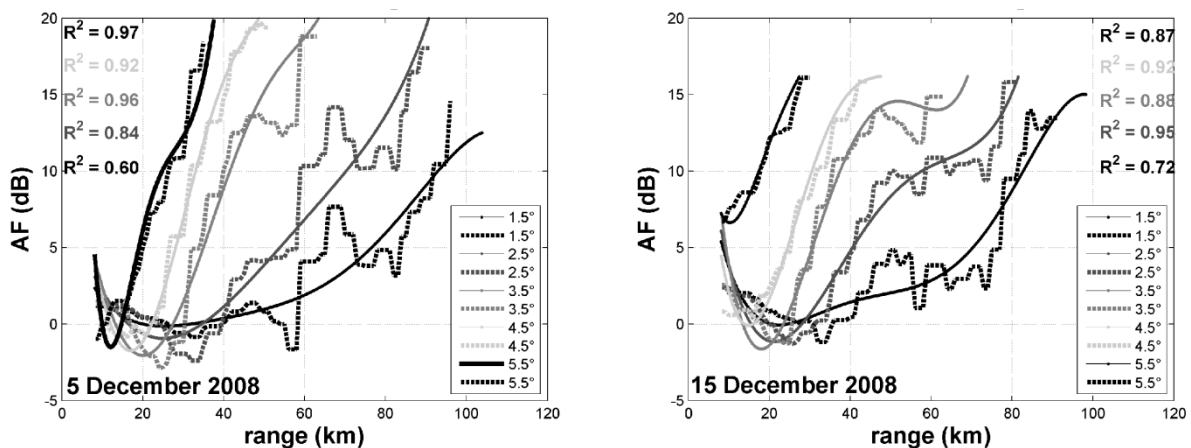 20
15
10
5
0
-5
AF (dB)
R² = 0.97
R² = 0.92
R² = 0.96
R² = 0.84
R² = 0.60
5 December 2008
1.5°
1.5°
2.5°
2.5°
3.5°
3.5°
4.5°
4.5°
5.5°
5.5°
0 20 40 60 80 100 120
range (km)
20
15
10
5
0
-5
AF (dB)
R² = 0.87
R² = 0.92
R² = 0.88
R² = 0.95
R² = 0.72
15 December 2008
1.5°
1.5°
2.5°
2.5°
3.5°
3.5°
4.5°
4.5°
5.5°
5.5°
0 20 40 60 80 100 120
range (km)